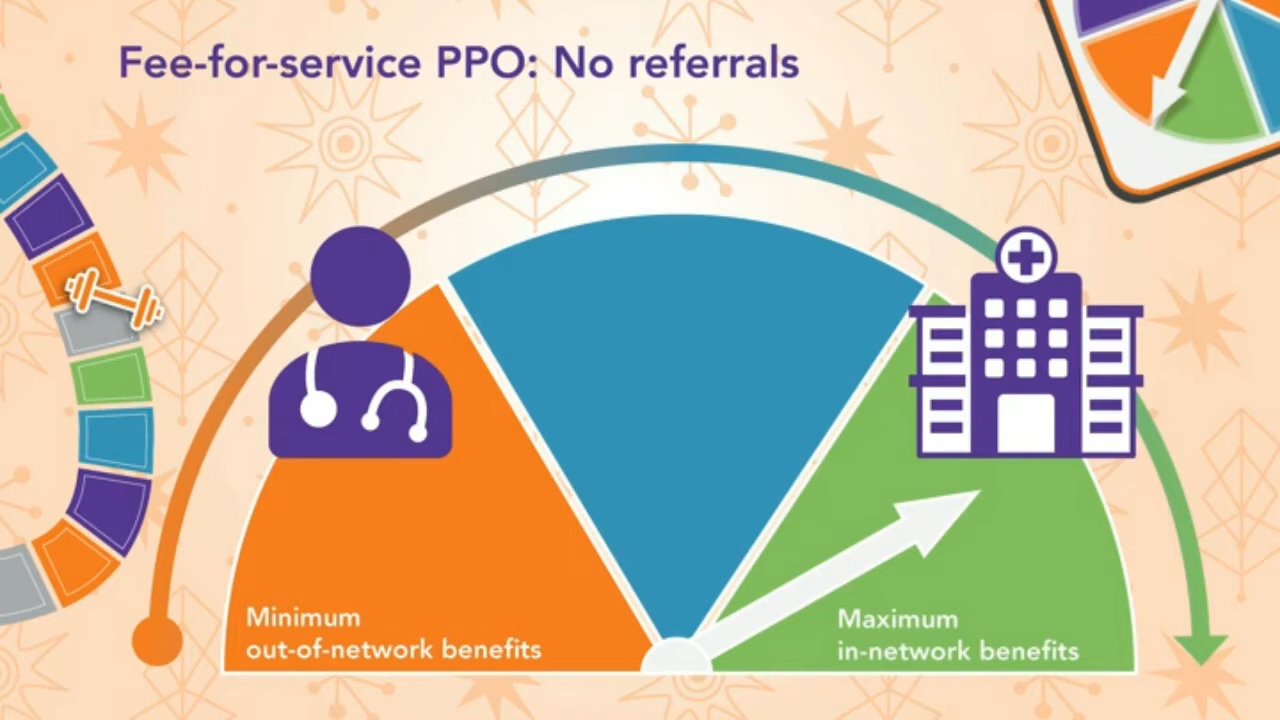 Fee-for-service PPO: No referrals
Minimum
out-of-network benefits
Maximum
in-network benefits